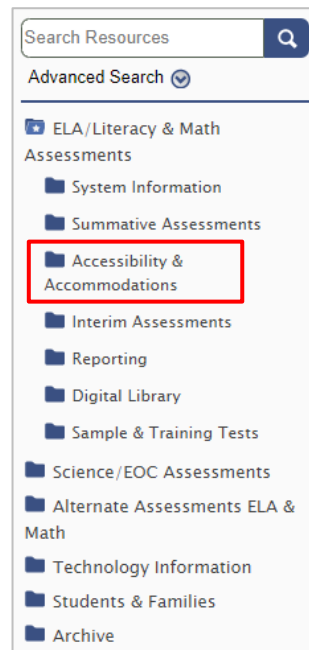 Search Resources
Advanced Search
ELA/Literacy & Math
Assessments
System Information
Summative Assessments
Accessibility &
Accommodations
Interim Assessments
Reporting
Digital Library
Sample & Training Tests
Science/EOC Assessments
Alternate Assessments ELA &
Math
Technology Information
Students & Families
Archive